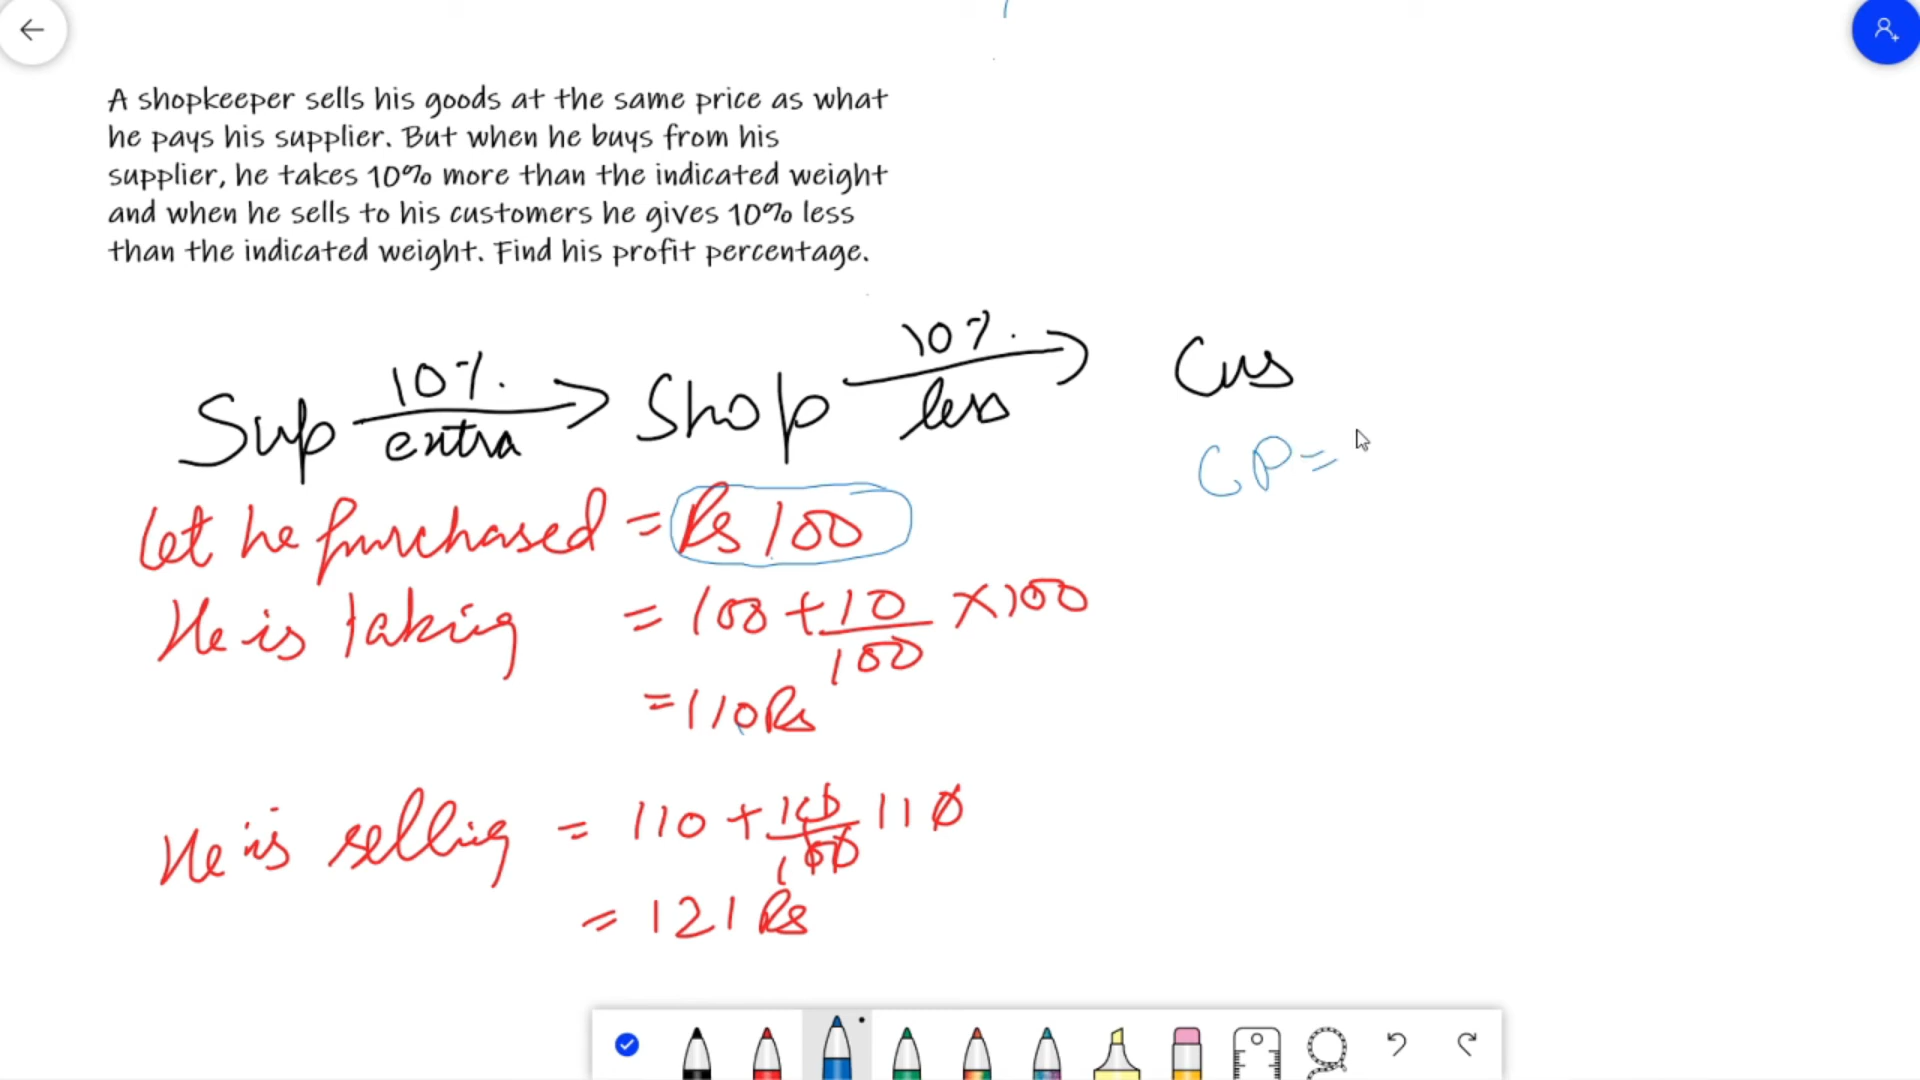 A shopkeeper sells his goods at the same price as what
he pays his supplier. But when he buys from his
supplier, he takes 10% more than the indicated weight
and when he sells to his customers he gives 10% less
than the indicated weight. Find his profit percentage.
Sup 10% extra → Shop 10% less → Cus
CP=
Let he purchased = Rs 100
He is taking = 100 + 10/100 × 100
= 110 Rs
He is selling = 110 + 10/100 110
= 121 Rs